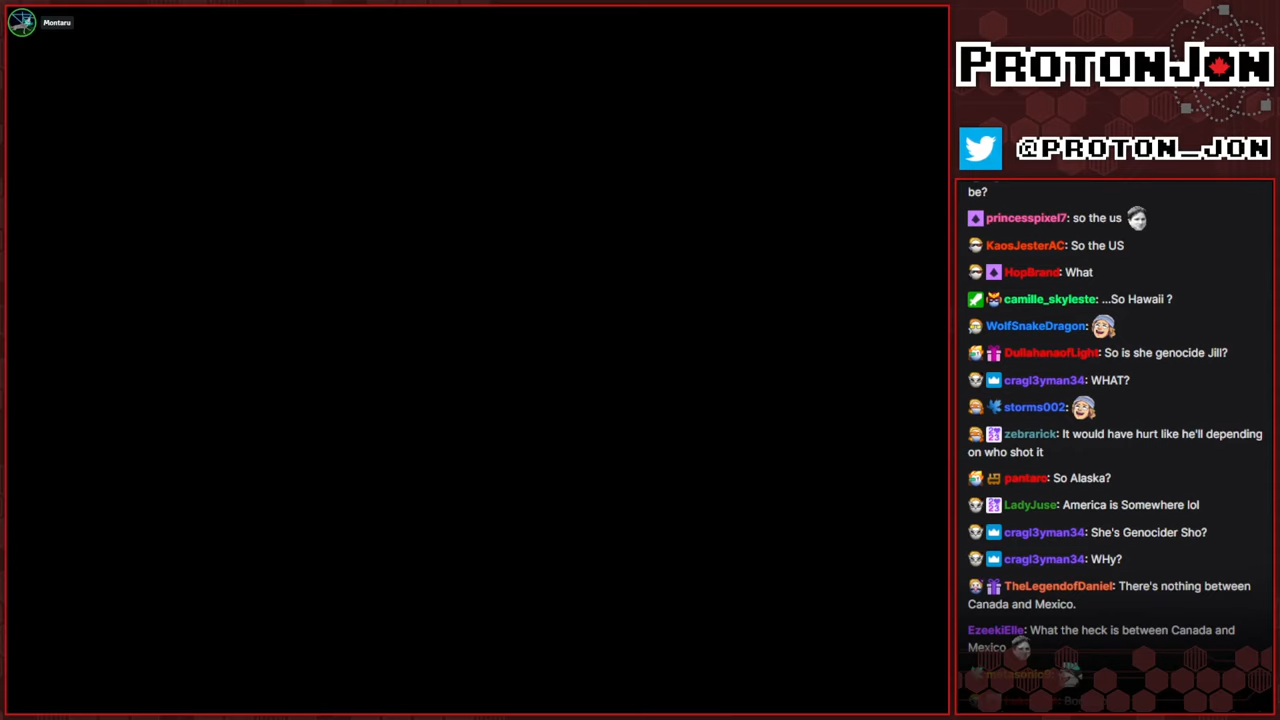 Montaru
PROTONJON
@PROTON_JON
be?
princesspixel7: so the us
KaosJesterAC: So the US
HopBrand: What
camille_skyleste: ...So Hawaii ?
WolfSnakeDragon:
DullahanaofLight: So is she genocide Jill?
cragl3yman34: WHAT?
storms002:
zebrarick: It would have hurt like he'll depending
on who shot it
pantaro: So Alaska?
LadyJuse: America is Somewhere lol
cragl3yman34: She's Genocider Sho?
cragl3yman34: WHy?
TheLegendofDaniel: There's nothing between
Canada and Mexico.
EzeekiElle: What the heck is between Canada and
Mexico